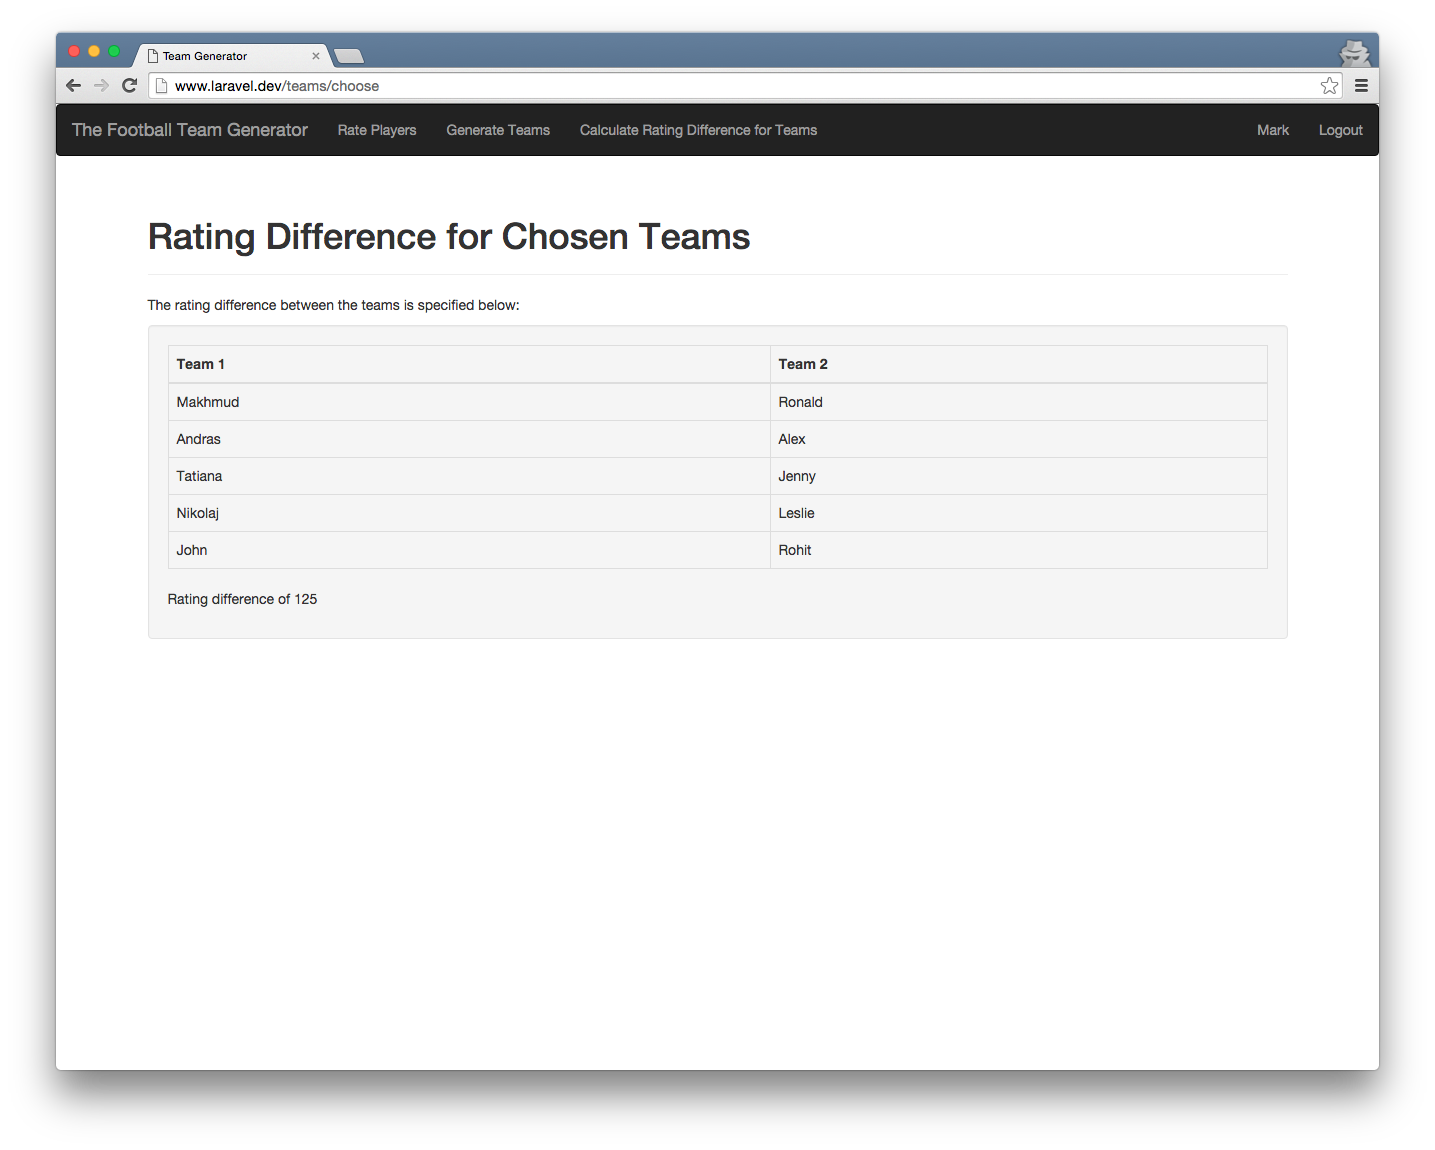 Team Generator
www.laravel.dev/teams/choose
The Football Team Generator Rate Players Generate Teams Calculate Rating Difference for Teams Mark Logout
Rating Difference for Chosen Teams
The rating difference between the teams is specified below:
Team 1 Team 2
Makhmud Ronald
Andras Alex
Tatiana Jenny
Nikolaj Leslie
John Rohit
Rating difference of 125